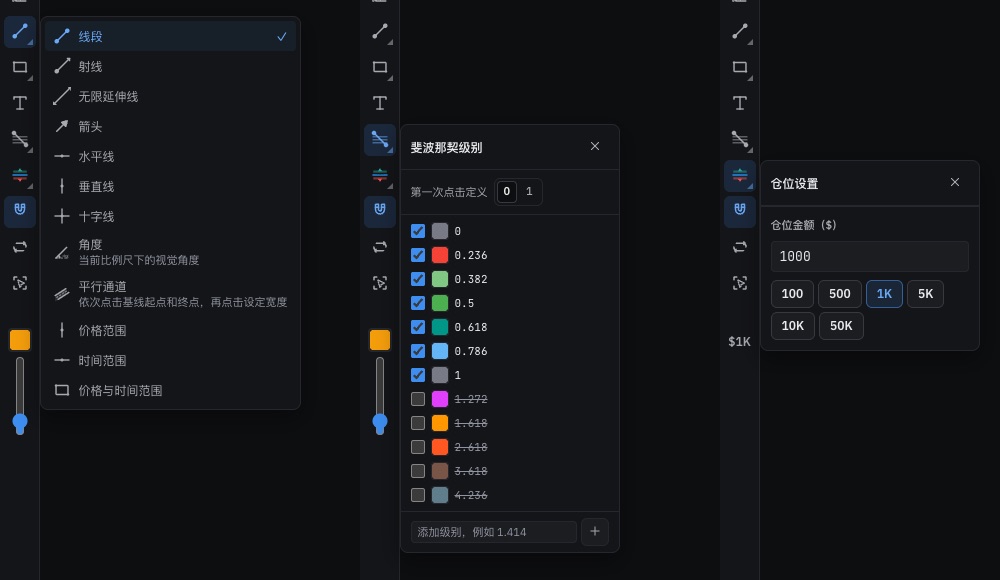 线段
射线
无限延伸线
箭头
水平线
垂直线
十字线
角度
当前比例尺下的视觉角度
平行通道
依次点击基线起点和终点，再点击设定宽度
价格范围
时间范围
价格与时间范围
T
斐波那契级别
第一次点击定义 0 1
0
0.236
0.382
0.5
0.618
0.786
1
1.272
1.618
2.618
3.618
4.236
添加级别，例如 1.414
T
仓位设置
仓位金额 ($)
1000
100 500 1K 5K
10K 50K
$1K
T